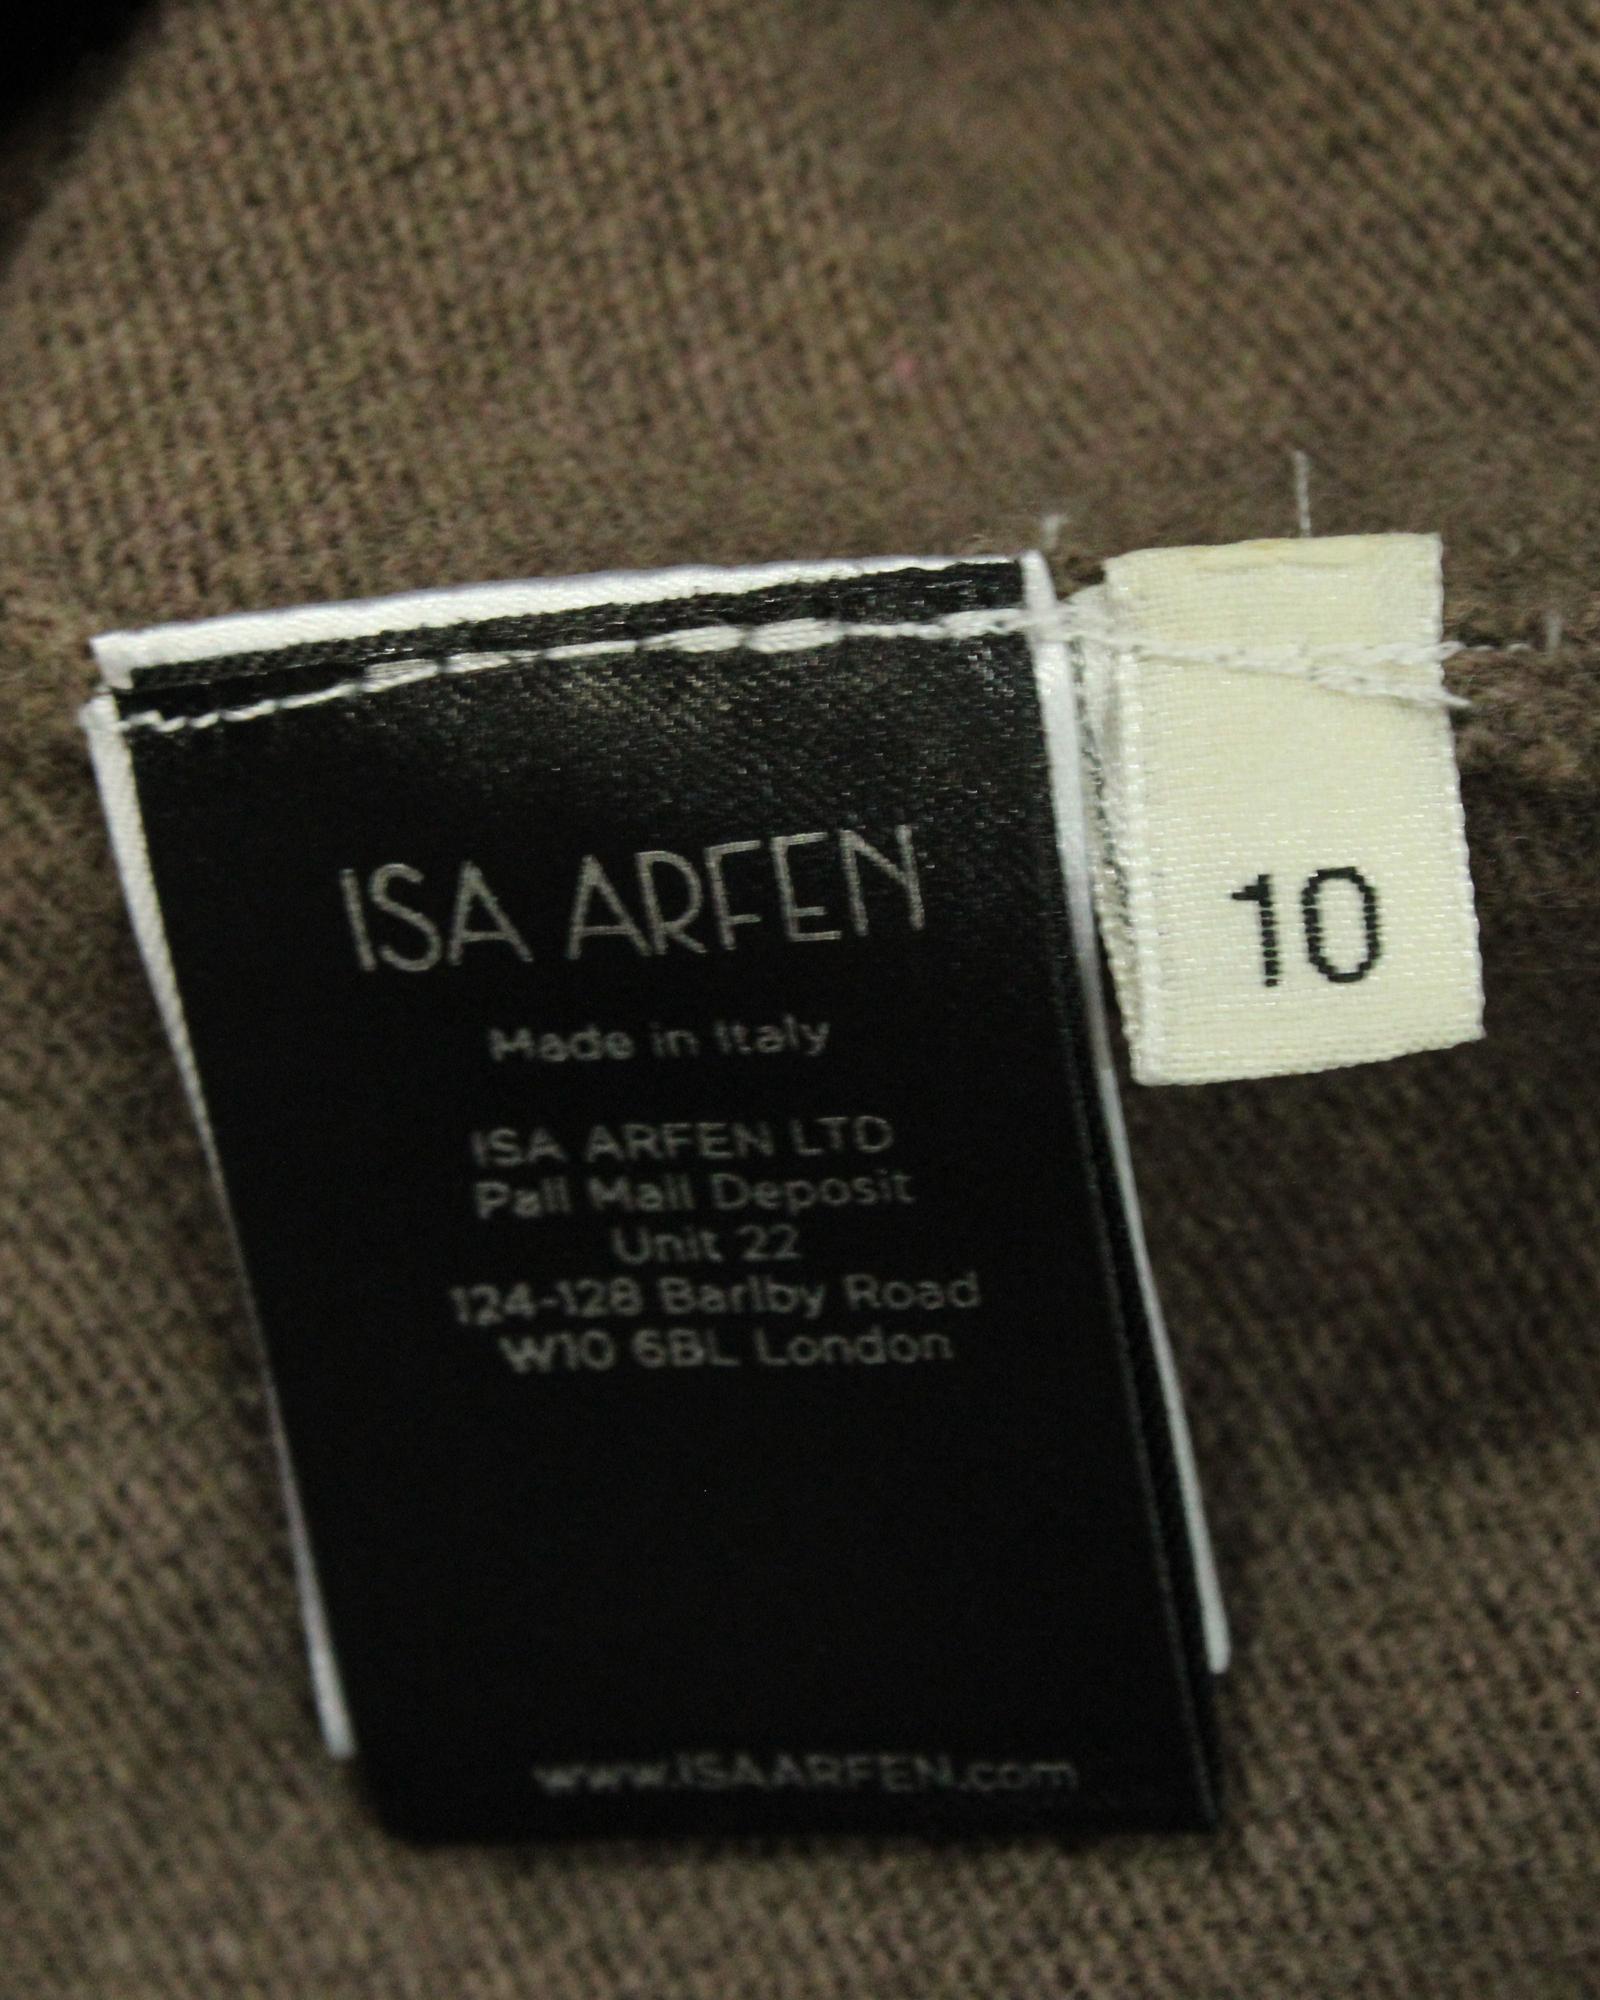 ISA ARFEN
10
Made in Italy
ISA ARFEN LTD
Pall Mall Deposit
Unit 22
124-128 Barlby Road
W10 6BL London
www.ISAARFEN.com